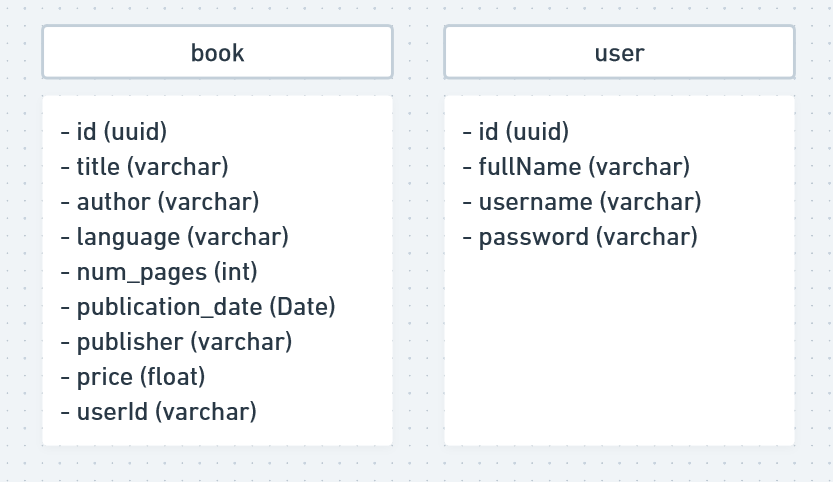 book
- id (uuid)
- title (varchar)
- author (varchar)
- language (varchar)
- num_pages (int)
- publication_date (Date)
- publisher (varchar)
- price (float)
- userId (varchar)
user
- id (uuid)
- fullName (varchar)
- username (varchar)
- password (varchar)